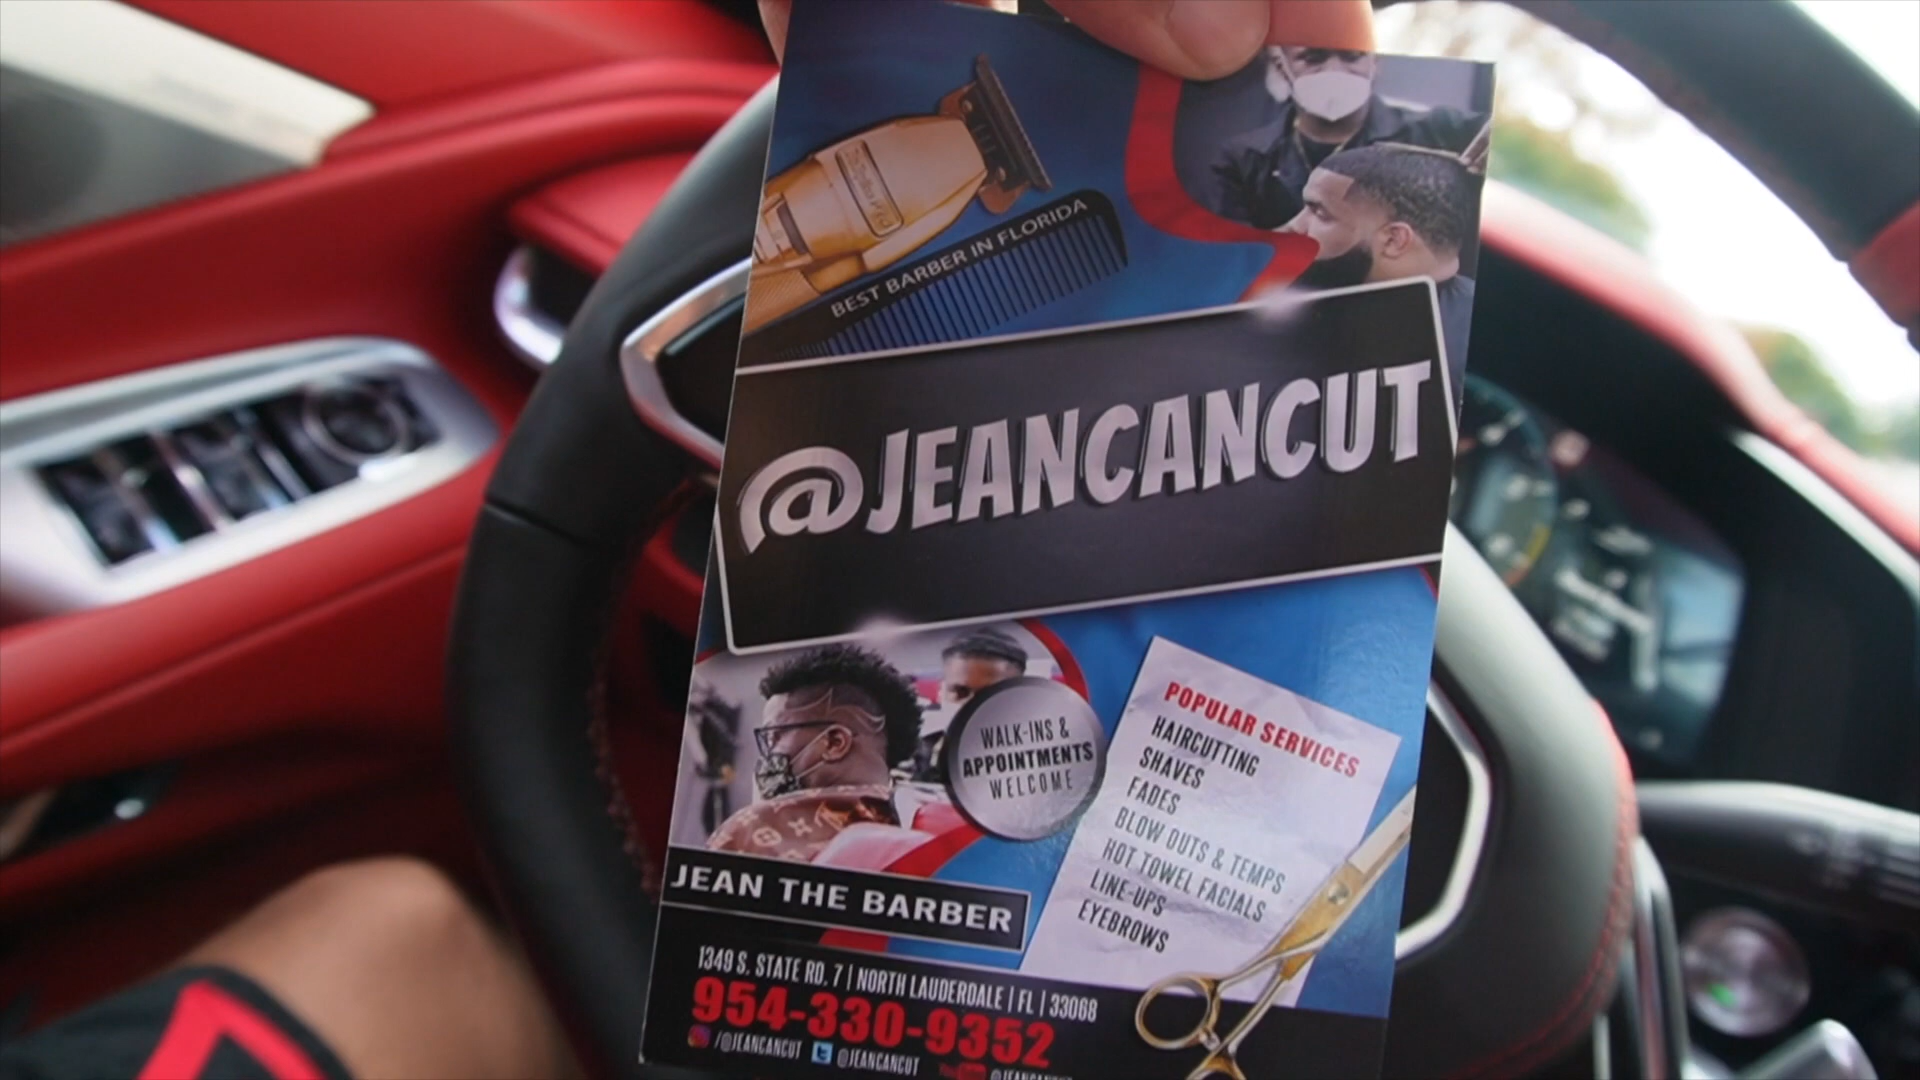 BEST BARBER IN FLORIDA
@JEANCANCUT
WALK-INS &
APPOINTMENTS
WELCOME
POPULAR SERVICES
HAIRCUTTING
SHAVES
FADES
BLOW OUTS & TEMPS
HOT TOWEL FACIALS
LINE-UPS
EYEBROWS
JEAN THE BARBER
1349 S. STATE RD. 7 | NORTH LAUDERDALE | FL | 33068
954-330-9352
/@JEANCANCUT @JEANCANCUT @JEANCANCUT